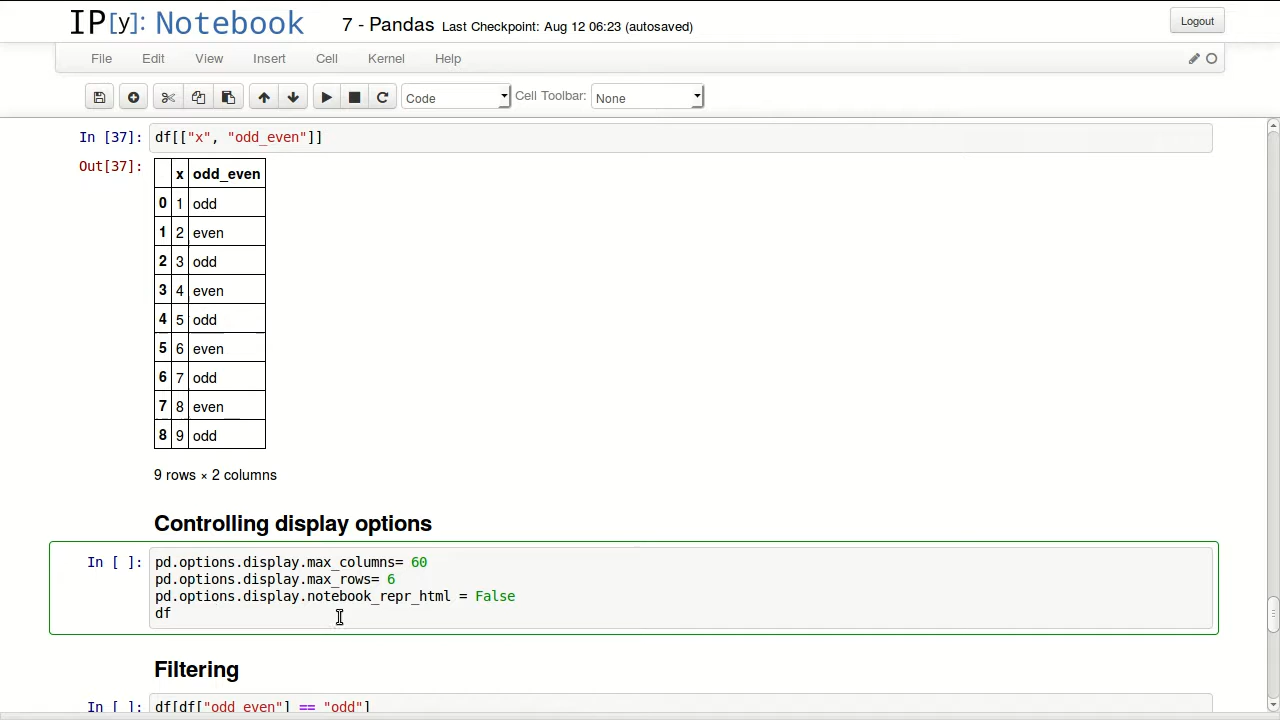 IP[y]: Notebook 7 - Pandas Last Checkpoint: Aug 12 06:23 (autosaved) Logout
File Edit View Insert Cell Kernel Help
Code Cell Toolbar: None
In [37]: df[["x", "odd_even"]]
Out[37]:
x odd_even
0 1 odd
1 2 even
2 3 odd
3 4 even
4 5 odd
5 6 even
6 7 odd
7 8 even
8 9 odd
9 rows × 2 columns
Controlling display options
In [ ]: pd.options.display.max_columns= 60
pd.options.display.max_rows= 6
pd.options.display.notebook_repr_html = False
df
Filtering
In [ ]: df[df["odd_even"] == "odd"]